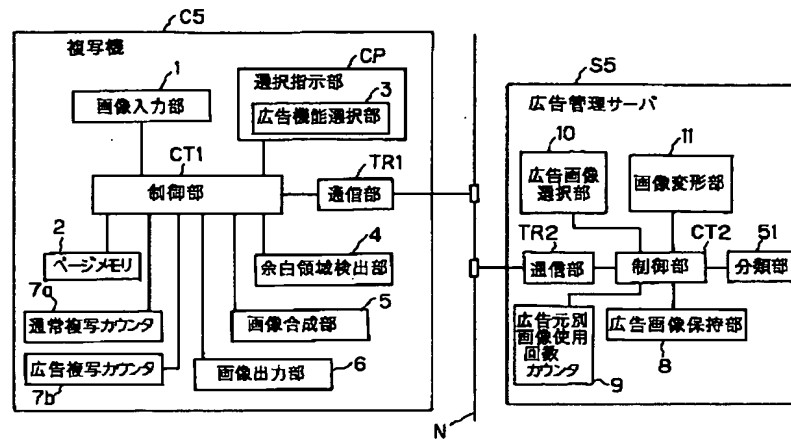 C5
複写機
1
画像入力部
CP
選択指示部
3
広告機能選択部
CT1
制御部
TR1
通信部
2
ページメモリ
4
余白領域検出部
7a
通常複写カウンタ
5
画像合成部
広告複写カウンタ
7b
6
画像出力部
N
S5
広告管理サーバ
10
広告画像
選択部
11
画像変形部
TR2
通信部
CT2
制御部
51
分類部
広告元別
画像使用
回数
カウンタ
9
広告画像保持部
8